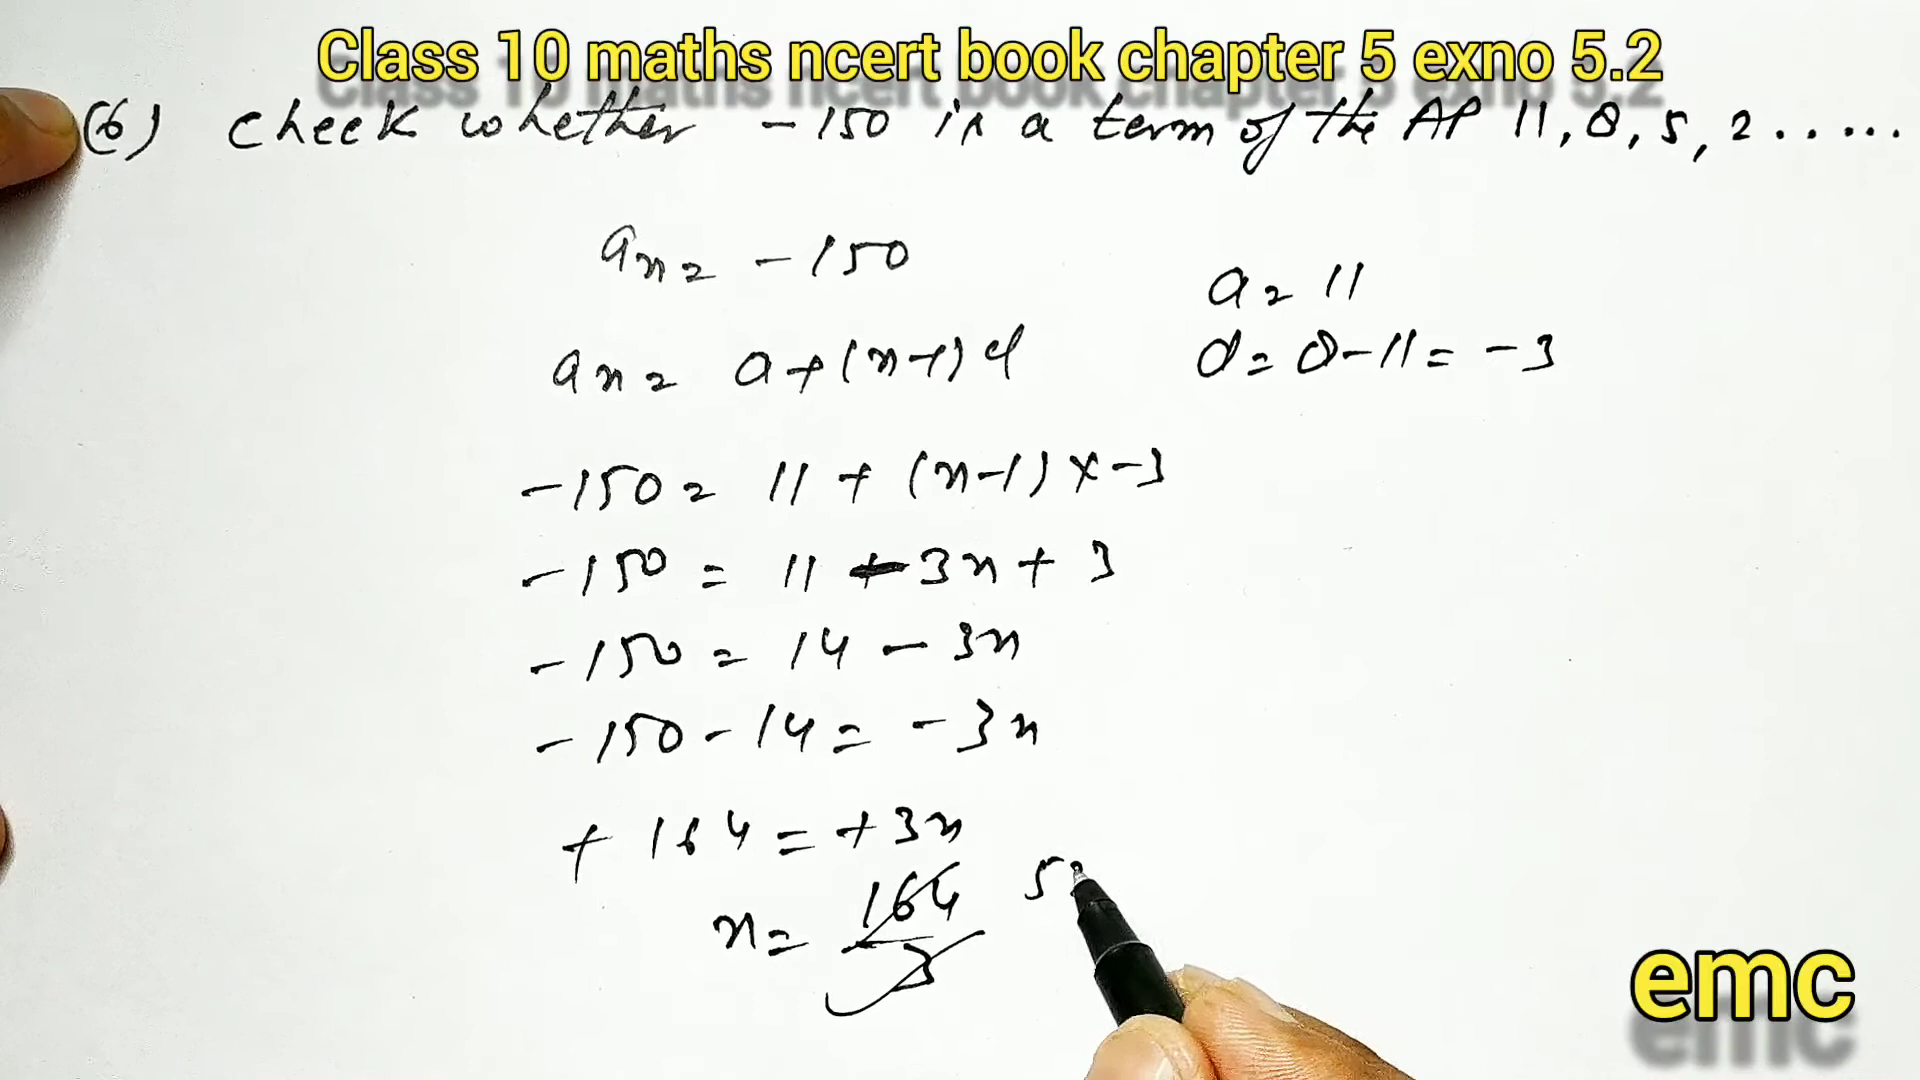 Class 10 maths ncert book chapter 5 exno 5.2
(6) check whether -150 is a term of the AP 11, 8, 5, 2.....
an = -150
a = 11
an = a + (n-1) d
d = 8-11 = -3
-150 = 11 + (n-1) x -3
-150 = 11 - 3n + 3
-150 = 14 - 3n
-150 - 14 = -3n
+ 164 = +3n
n = 164/3
5
emc